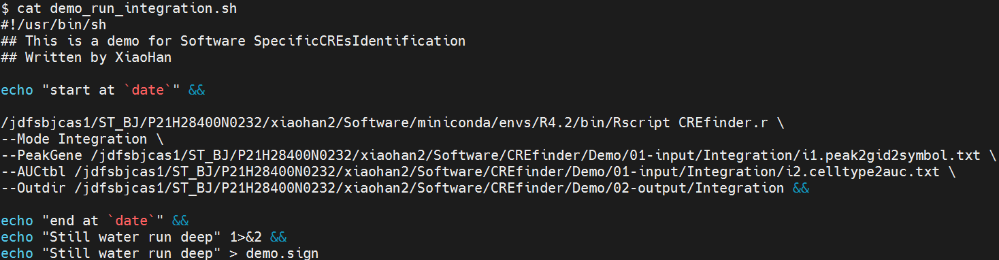 $ cat demo_run_integration.sh
#!/usr/bin/sh
## This is a demo for Software SpecificCREsIdentification
## Written by XiaoHan
echo "start at `date`" &&
/jdfsbjcas1/ST_BJ/P21H28400N0232/xiaohan2/Software/miniconda/envs/R4.2/bin/Rscript CREfinder.r \
--Mode Integration \
--PeakGene /jdfsbjcas1/ST_BJ/P21H28400N0232/xiaohan2/Software/CREfinder/Demo/01-input/Integration/i1.peak2gid2symbol.txt \
--AUCtbl /jdfsbjcas1/ST_BJ/P21H28400N0232/xiaohan2/Software/CREfinder/Demo/01-input/Integration/i2.celltype2auc.txt \
--Outdir /jdfsbjcas1/ST_BJ/P21H28400N0232/xiaohan2/Software/CREfinder/Demo/02-output/Integration &&
echo "end at `date`" &&
echo "Still water run deep" 1>&2 &&
echo "Still water run deep" > demo.sign